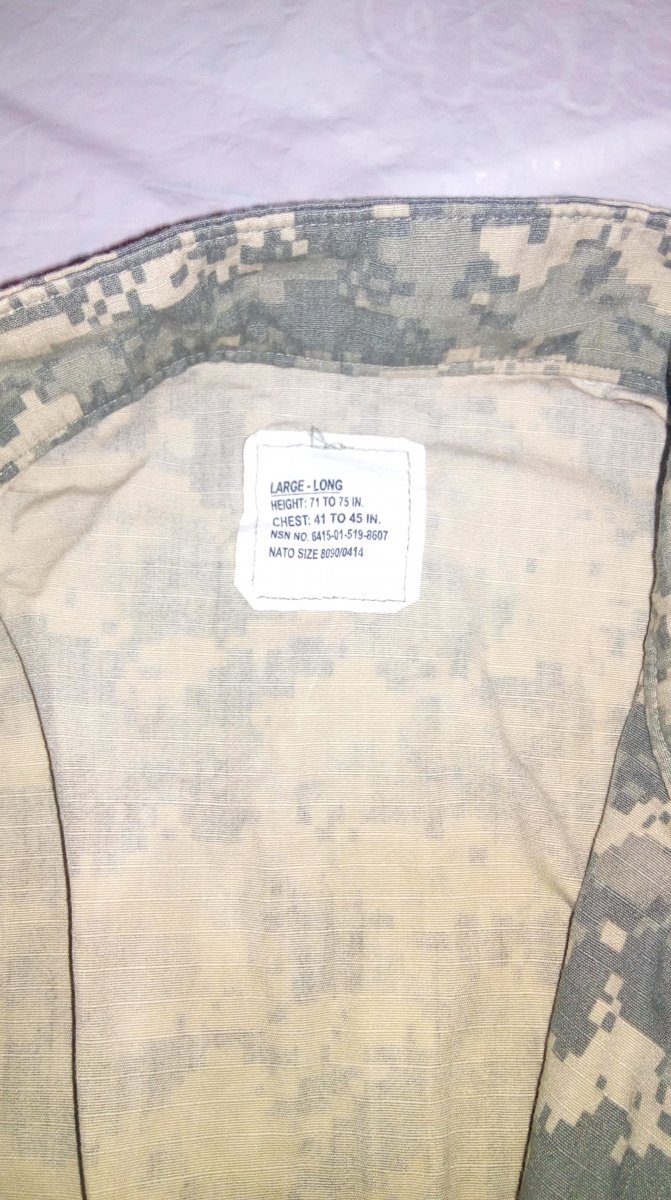 LARGE - LONG
HEIGHT: 71 TO 75 IN.
CHEST: 41 TO 45 IN.
NSN NO. 8415-01-519-8607
NATO SIZE 8090/0414